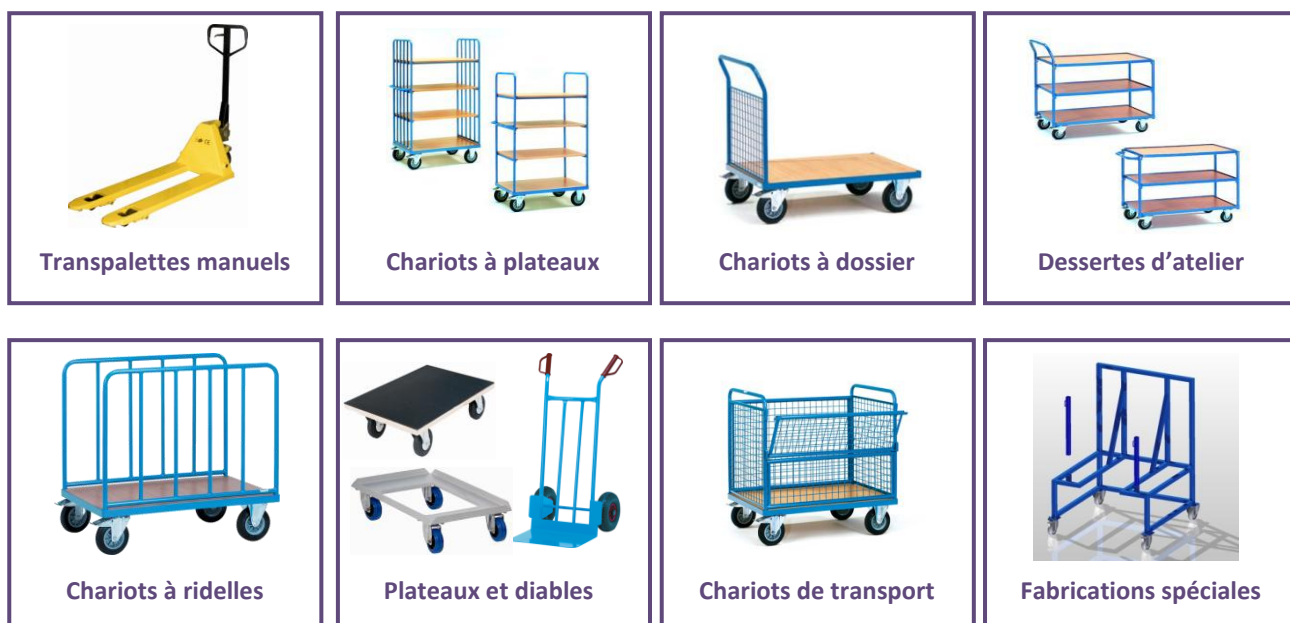 Transpalettes manuels
Chariots à plateaux
Chariots à dossier
Dessertes d’atelier
Chariots à ridelles
Plateaux et diables
Chariots de transport
Fabrications spéciales